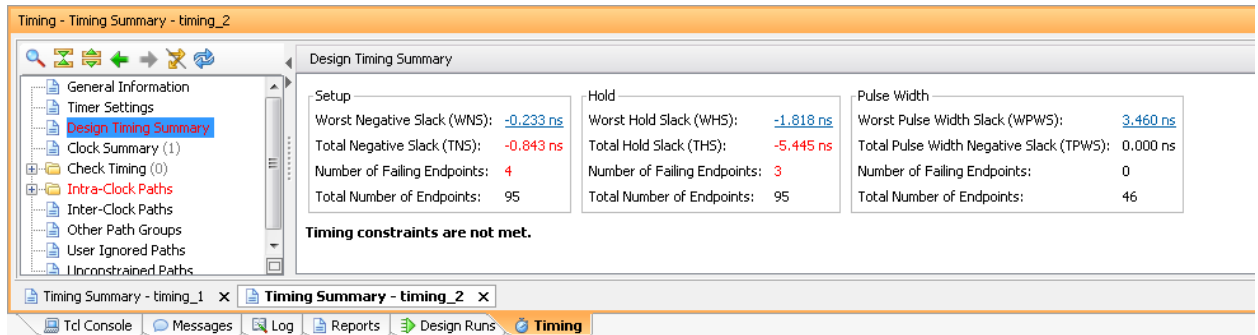 Timing - Timing Summary - timing_2
Design Timing Summary
General Information
Timer Settings
Design Timing Summary
Clock Summary (1)
Check Timing (0)
Intra-Clock Paths
Inter-Clock Paths
Other Path Groups
User Ignored Paths
Unconstrained Paths
Setup
Worst Negative Slack (WNS): -0.233 ns
Total Negative Slack (TNS): -0.843 ns
Number of Failing Endpoints: 4
Total Number of Endpoints: 95
Hold
Worst Hold Slack (WHS): -1.818 ns
Total Hold Slack (THS): -5.445 ns
Number of Failing Endpoints: 3
Total Number of Endpoints: 95
Pulse Width
Worst Pulse Width Slack (WPWS): 3.460 ns
Total Pulse Width Negative Slack (TPWS): 0.000 ns
Number of Failing Endpoints: 0
Total Number of Endpoints: 46
Timing constraints are not met.
Timing Summary - timing_1 Timing Summary - timing_2
Tcl Console Messages Log Reports Design Runs Timing